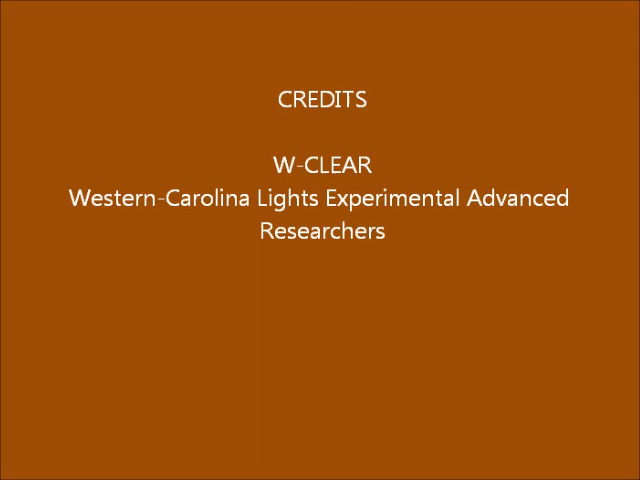 CREDITS
W-CLEAR
Western-Carolina Lights Experimental Advanced
Researchers